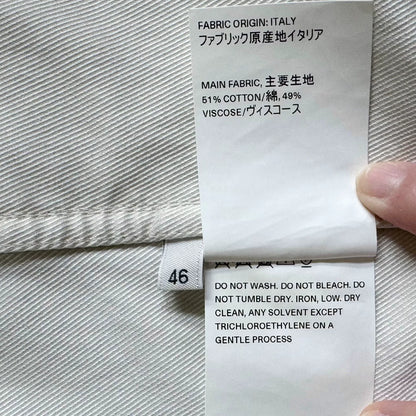 FABRIC ORIGIN: ITALY
ファブリック原産地イタリア
MAIN FABRIC, 主要生地
51% COTTON/綿, 49%
VISCOSE/ヴィスコース
46
DO NOT WASH. DO NOT BLEACH. DO
NOT TUMBLE DRY. IRON, LOW. DRY
CLEAN, ANY SOLVENT EXCEPT
TRICHLOROETHYLENE ON A
GENTLE PROCESS